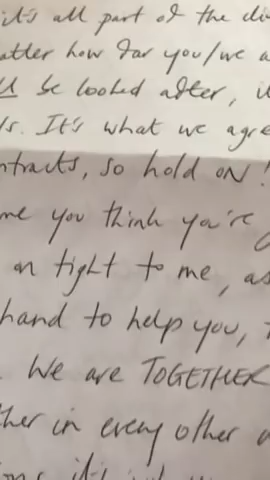 it's all part of the di
atter how far you/we a
ll be looked after, i
s. It's what we agre
ntracts, so hold on!
me you think you're g
on tight to me, as
hand to help you,
We are TOGETHER
ther in every other w